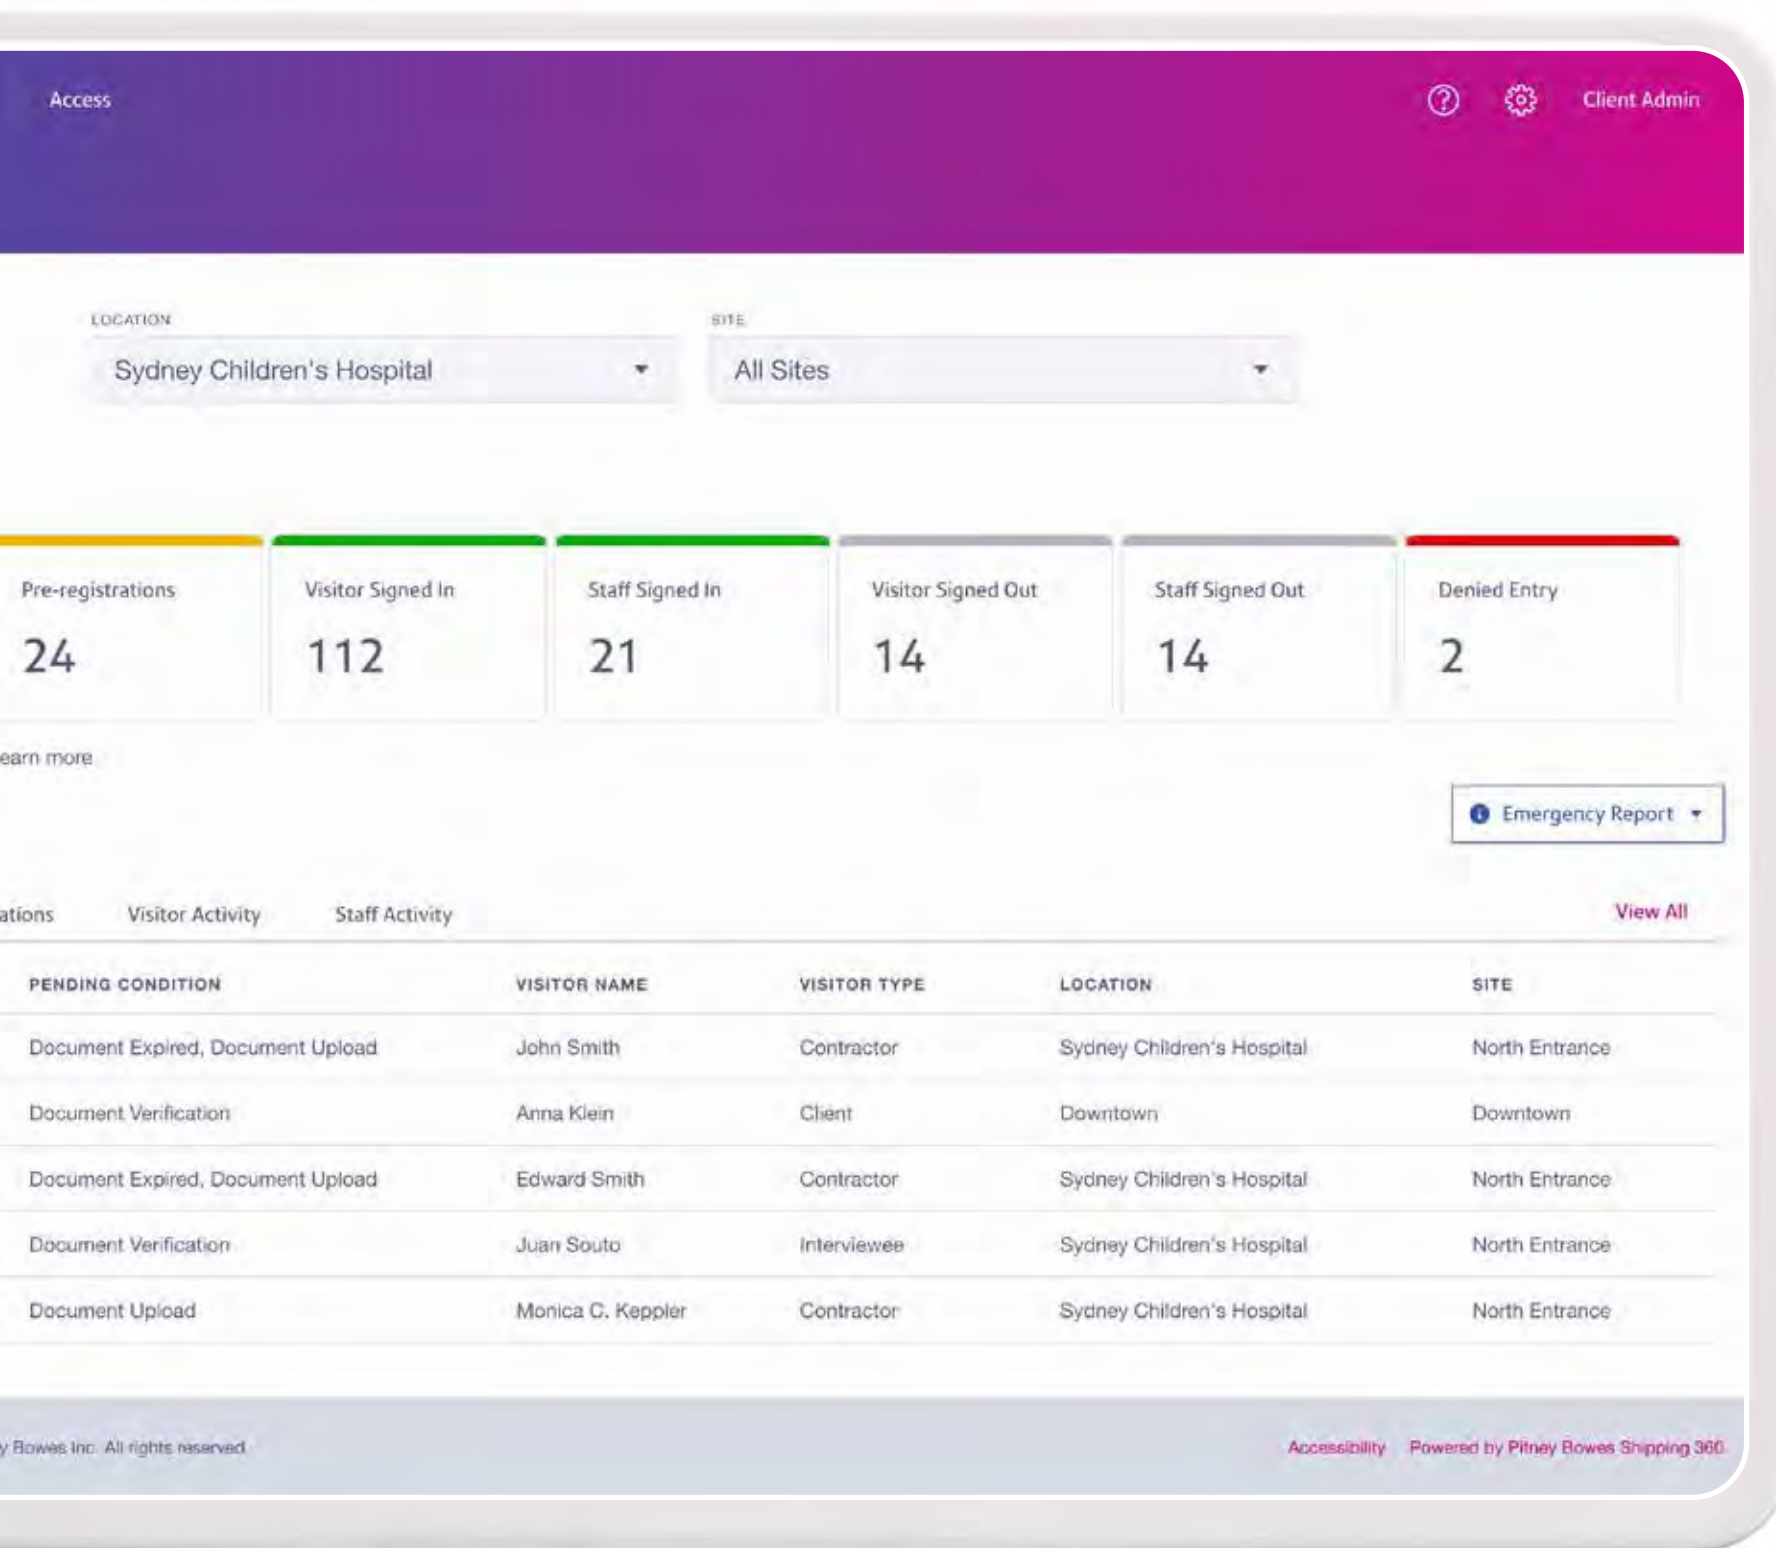 Access Client Admin
LOCATION SITE
Sydney Children's Hospital All Sites
Pre-registrations Visitor Signed In Staff Signed In Visitor Signed Out Staff Signed Out Denied Entry
24 112 21 14 14 2
earn more
Emergency Report
ations Visitor Activity Staff Activity View All
PENDING CONDITION VISITOR NAME VISITOR TYPE LOCATION SITE
Document Expired, Document Upload John Smith Contractor Sydney Children's Hospital North Entrance
Document Verification Anna Klein Client Downtown Downtown
Document Expired, Document Upload Edward Smith Contractor Sydney Children's Hospital North Entrance
Document Verification Juan Souto Interviewee Sydney Children's Hospital North Entrance
Document Upload Monica C. Keppler Contractor Sydney Children's Hospital North Entrance
y Bowes Inc. All rights reserved. Accessibility Powered by Pitney Bowes Shipping 360